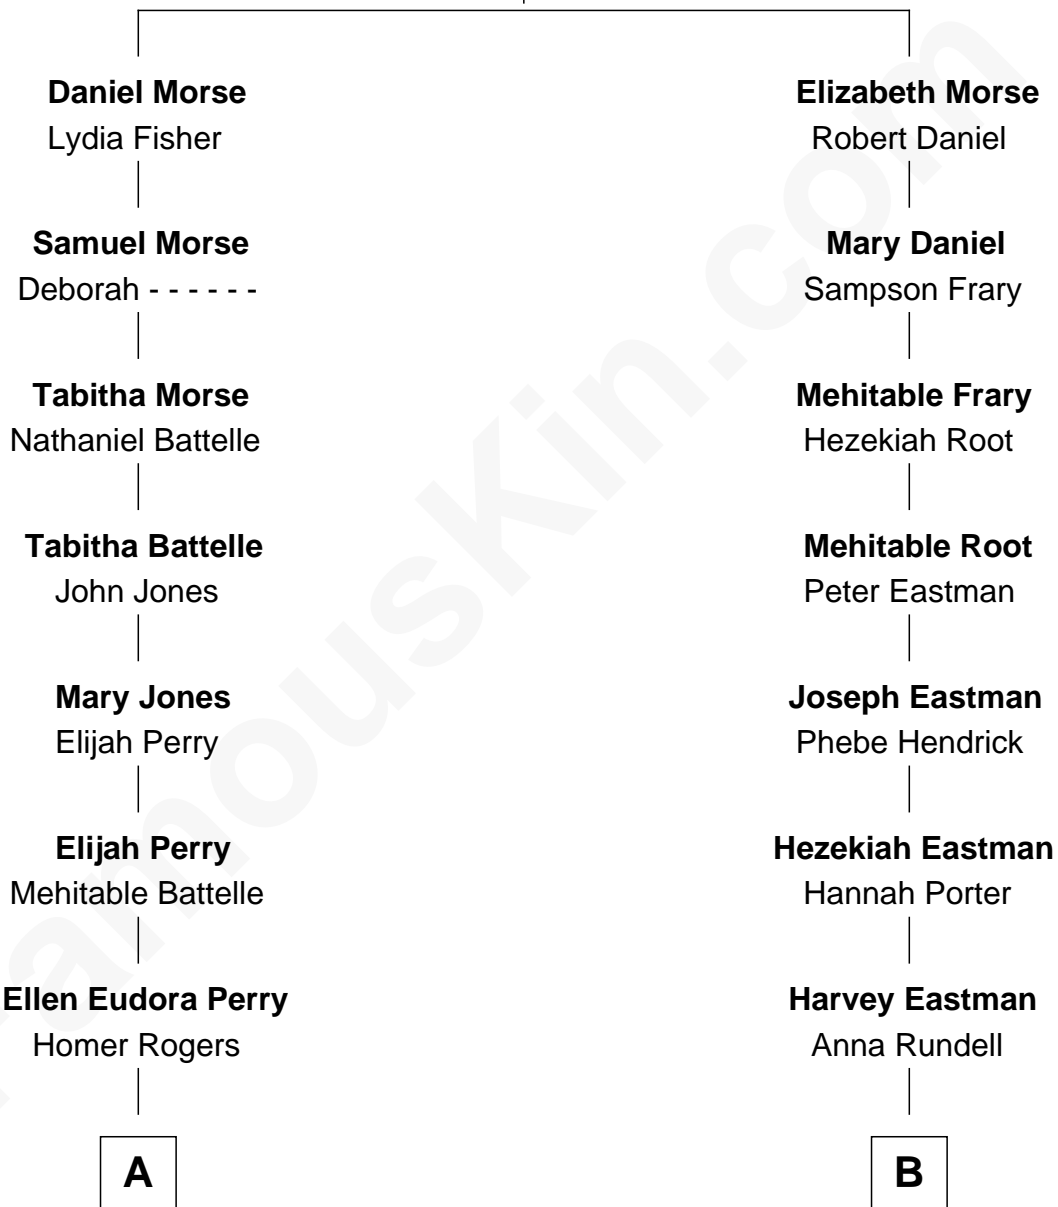 Daniel Morse
Lydia Fisher
Samuel Morse
Deborah - - - - - -
Tabitha Morse
Nathaniel Battelle
Tabitha Battelle
John Jones
Mary Jones
Elijah Perry
Elijah Perry
Mehitable Battelle
Ellen Eudora Perry
Homer Rogers
A
Elizabeth Morse
Robert Daniel
Mary Daniel
Sampson Frary
Mehitable Frary
Hezekiah Root
Mehitable Root
Peter Eastman
Joseph Eastman
Phebe Hendrick
Hezekiah Eastman
Hannah Porter
Harvey Eastman
Anna Rundell
B
FamousKin.com